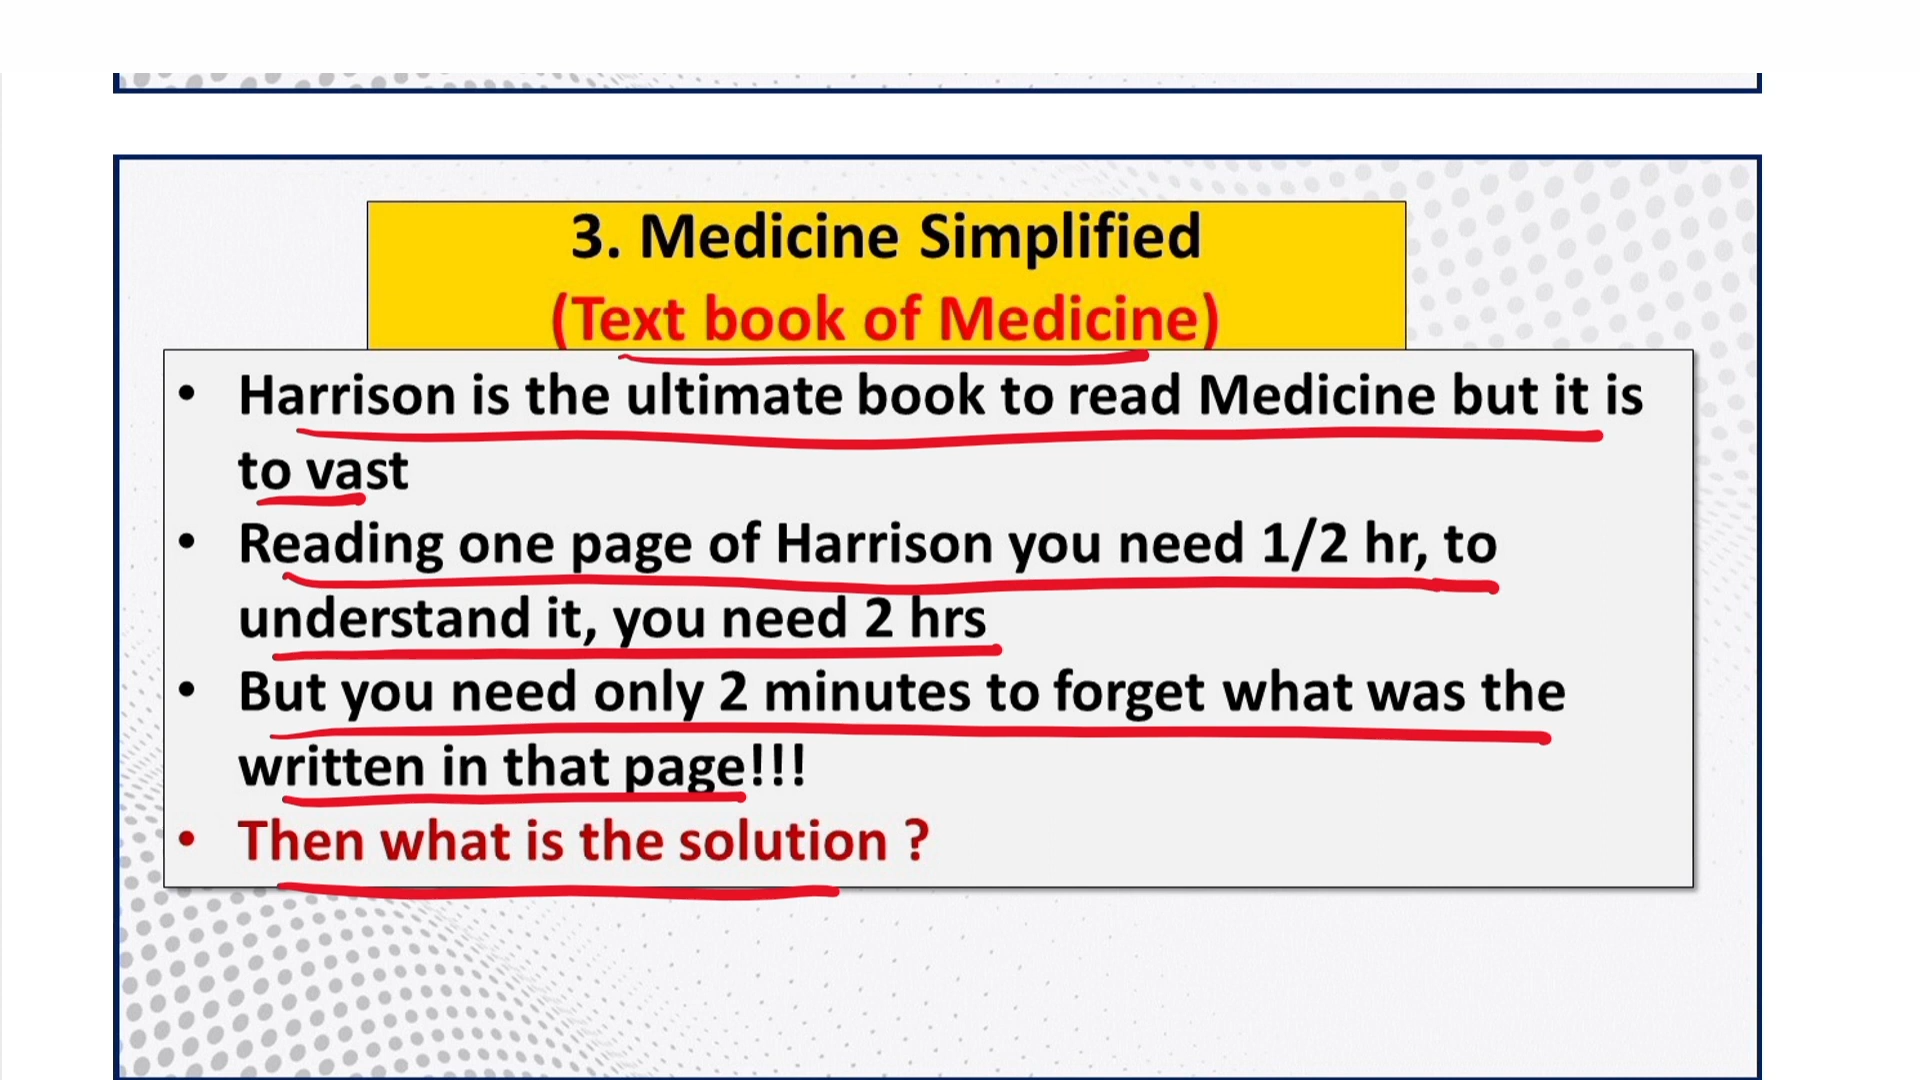 3. Medicine Simplified
(Text book of Medicine)
• Harrison is the ultimate book to read Medicine but it is
to vast
• Reading one page of Harrison you need 1/2 hr, to
understand it, you need 2 hrs
• But you need only 2 minutes to forget what was the
written in that page!!!
• Then what is the solution ?